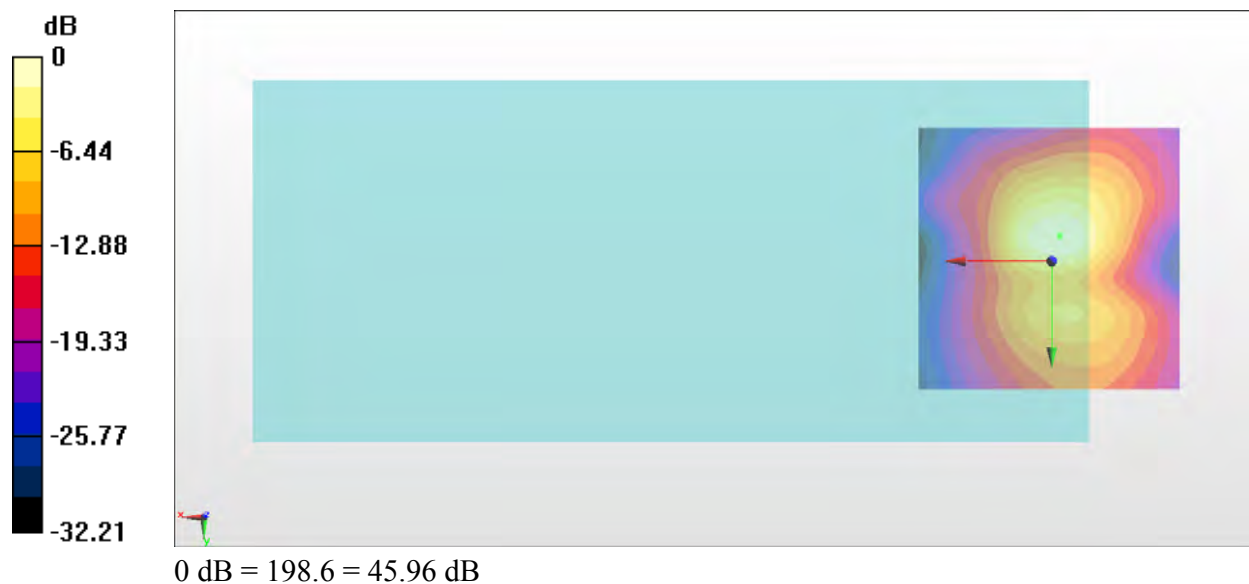 dB
0
-6.44
-12.88
-19.33
-25.77
-32.21
x
z
y
0 dB = 198.6 = 45.96 dB